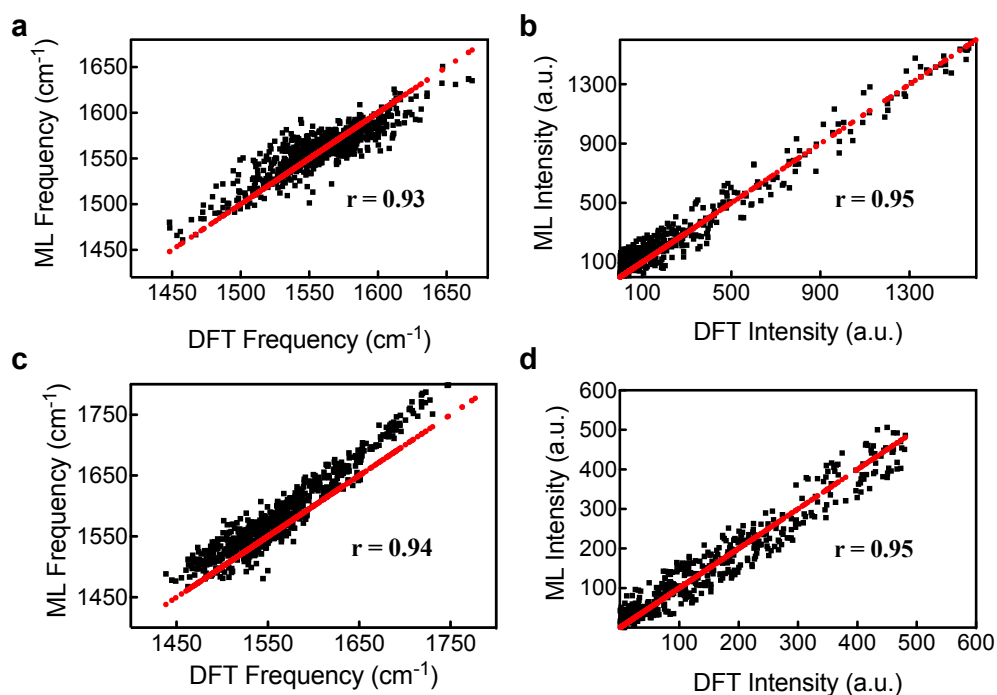 a
ML Frequency (cm-1)
1650
1600
1550
1500
1450
r = 0.93
1450 1500 1550 1600 1650
DFT Frequency (cm-1)
b
ML Intensity (a.u.)
1300
900
500
100
r = 0.95
100 500 900 1300
DFT Intensity (a.u.)
c
ML Frequency (cm-1)
1750
1650
1550
1450
r = 0.94
1450 1550 1650 1750
DFT Frequency (cm-1)
d
ML Intensity (a.u.)
600
500
400
300
200
100
r = 0.95
100 200 300 400 500 600
DFT Intensity (a.u.)